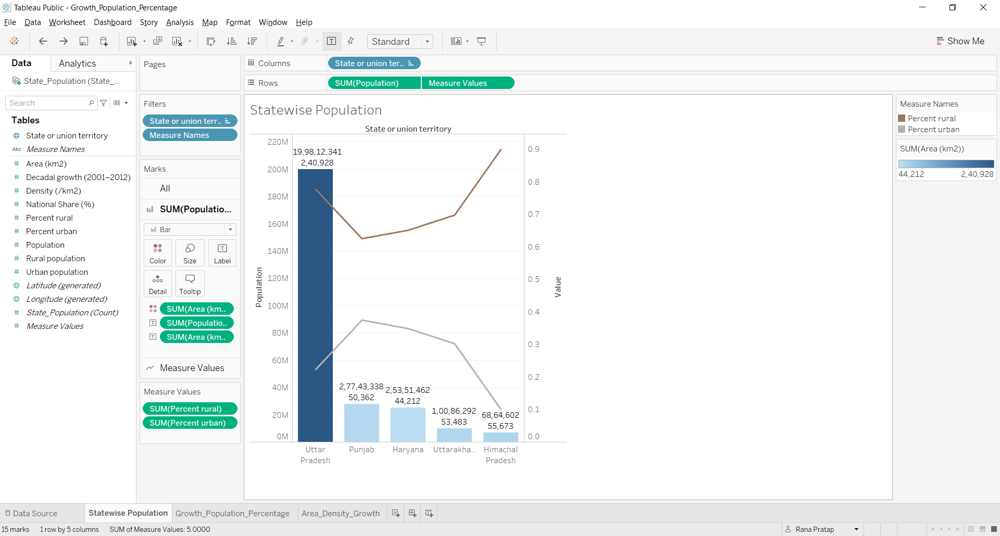 Tableau Public - Growth_Population_Percentage
File Data Worksheet Dashboard Story Analysis Map Format Window Help
Standard
Show Me
Data Analytics
State_Population (State_...
Search
Tables
State or union territory
Abc Measure Names
Area (km2)
Decadal growth (2001–2012)
Density (/km2)
National Share (%)
Percent rural
Percent urban
Population
Rural population
Urban population
Latitude (generated)
Longitude (generated)
State_Population (Count)
Measure Values
Pages
Filters
State or union terr..
Measure Names
Marks
All
SUM(Populatio...
Bar
Color Size T Label
Detail Tooltip
SUM(Area (km..
T SUM(Populatio..
T SUM(Area (km..
Measure Values
Measure Values
SUM(Percent rural)
SUM(Percent urban)
Columns State or union ter..
Rows SUM(Population) Measure Values
Statewise Population
State or union territory
220M
200M
180M
160M
140M
120M
100M
80M
60M
40M
20M
0M
Population
19,98,12,341
2,40,928
2,77,43,338
50,362
2,53,51,462
44,212
1,00,86,292
53,483
68,64,602
55,673
0.9
0.8
0.7
0.6
0.5
0.4
0.3
0.2
0.1
0.0
Value
Uttar Pradesh
Punjab
Haryana
Uttarakha..
Himachal Pradesh
Measure Names
Percent rural
Percent urban
SUM(Area (km2))
44,212 2,40,928
Data Source Statewise Population Growth_Population_Percentage Area_Density_Growth
15 marks 1 row by 5 columns SUM of Measure Values: 5.0000 Rana Pratap